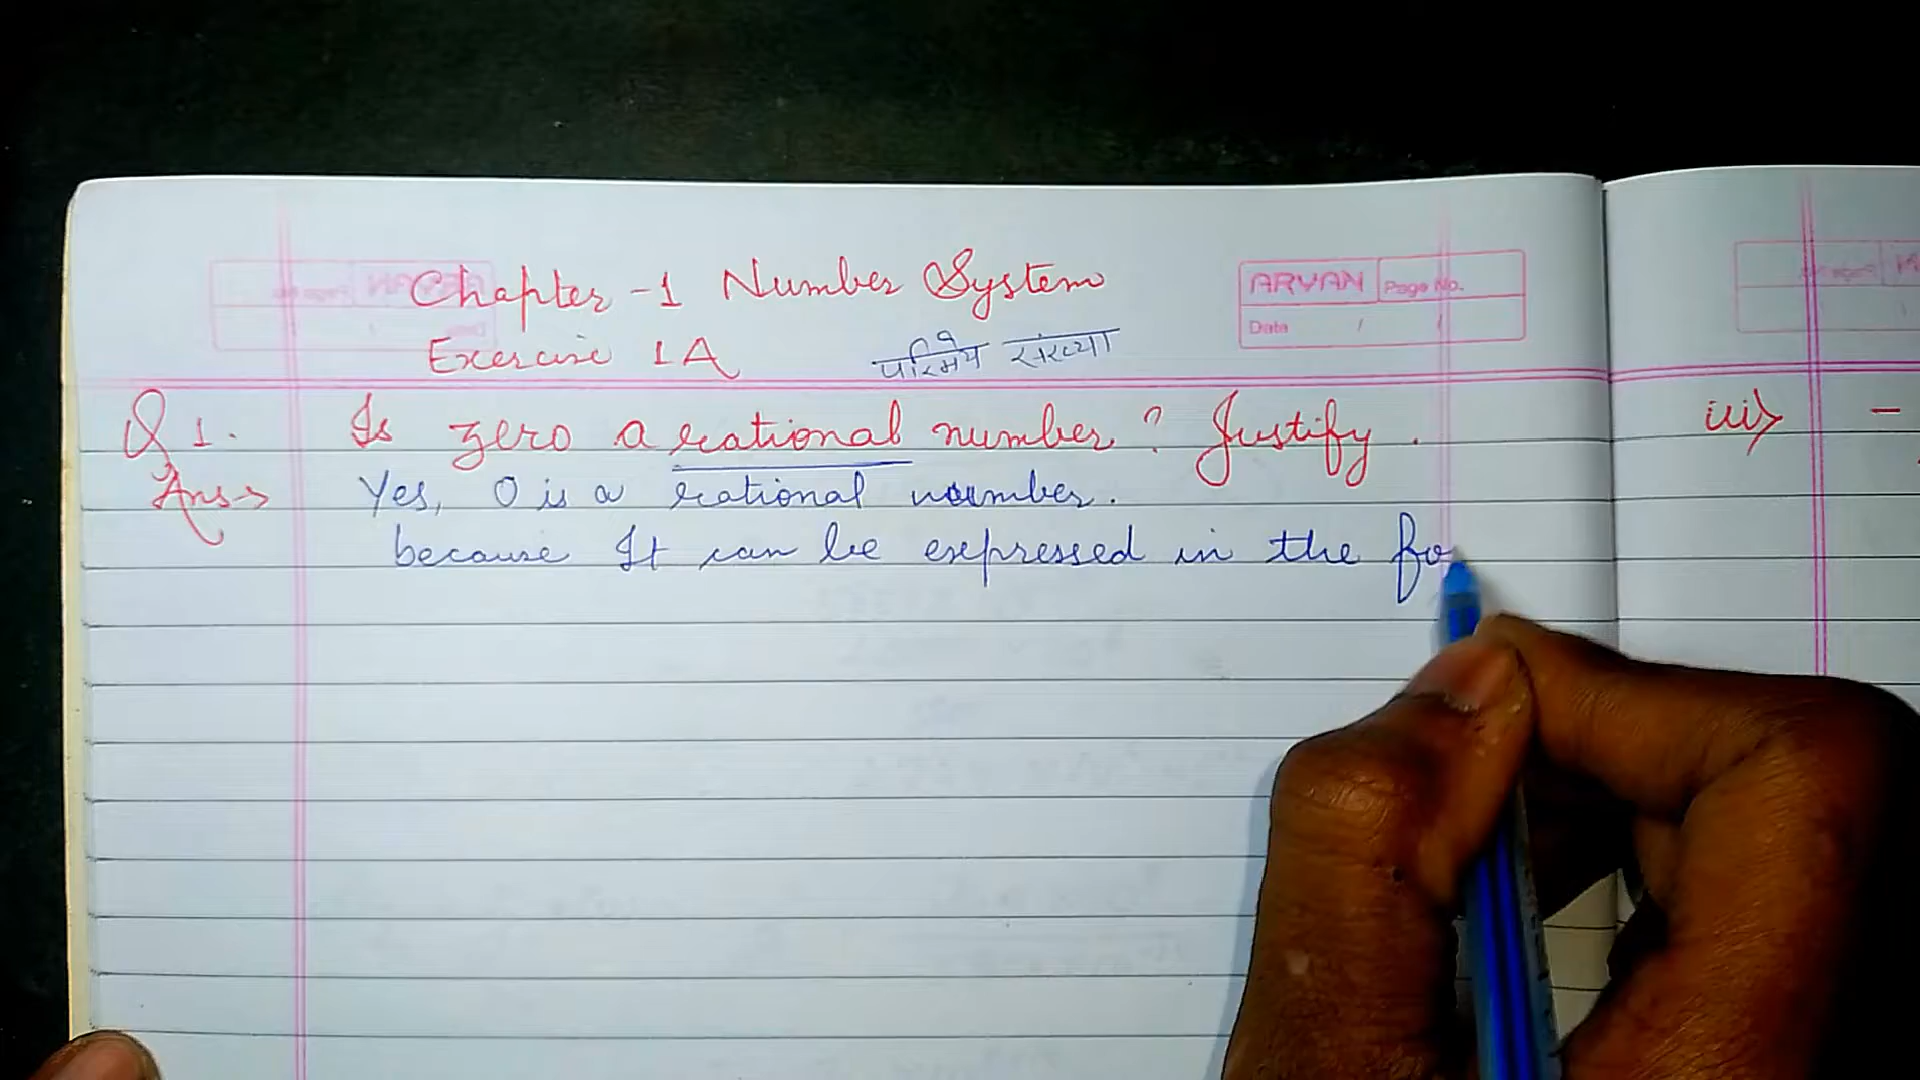 Chapter -1 Number System
ARYAN Page No.
Date / /
Exercise 1A परिमेय संख्या
Q 1. Is zero a rational number? Justify.
Ans→ Yes, 0 is a rational number.
because It can be expressed in the fo
iii) -